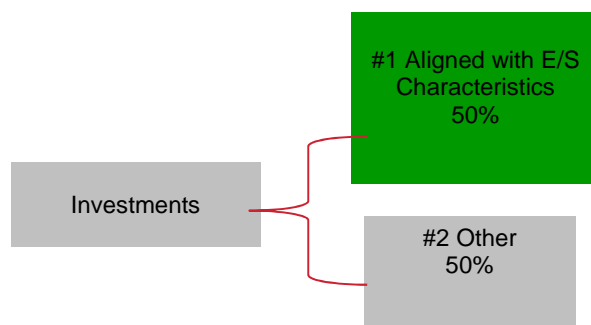 #1 Aligned with E/S
Characteristics
50%
Investments
#2 Other
50%